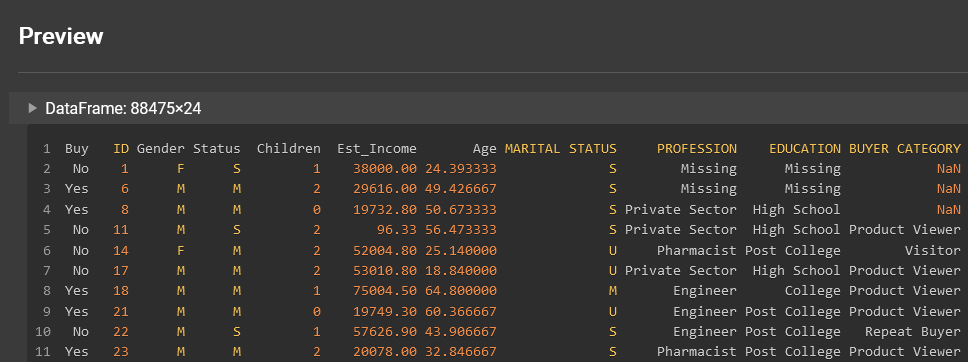 Preview
DataFrame: 88475×24
1 Buy ID Gender Status Children Est_Income Age MARITAL STATUS PROFESSION EDUCATION BUYER CATEGORY
2 No 1 F S 1 38000.00 24.393333 S Missing Missing NaN
3 Yes 6 M M 2 29616.00 49.426667 S Missing Missing NaN
4 Yes 8 M M 0 19732.80 50.673333 S Private Sector High School NaN
5 No 11 M S 2 96.33 56.473333 S Private Sector High School Product Viewer
6 No 14 F M 2 52004.80 25.140000 U Pharmacist Post College Visitor
7 No 17 M M 2 53010.80 18.840000 U Private Sector High School Product Viewer
8 Yes 18 M M 1 75004.50 64.800000 M Engineer College Product Viewer
9 Yes 21 M M 0 19749.30 60.366667 U Engineer Post College Product Viewer
10 No 22 M S 1 57626.90 43.906667 S Engineer Post College Repeat Buyer
11 Yes 23 M M 2 20078.00 32.846667 S Pharmacist Post College Product Viewer